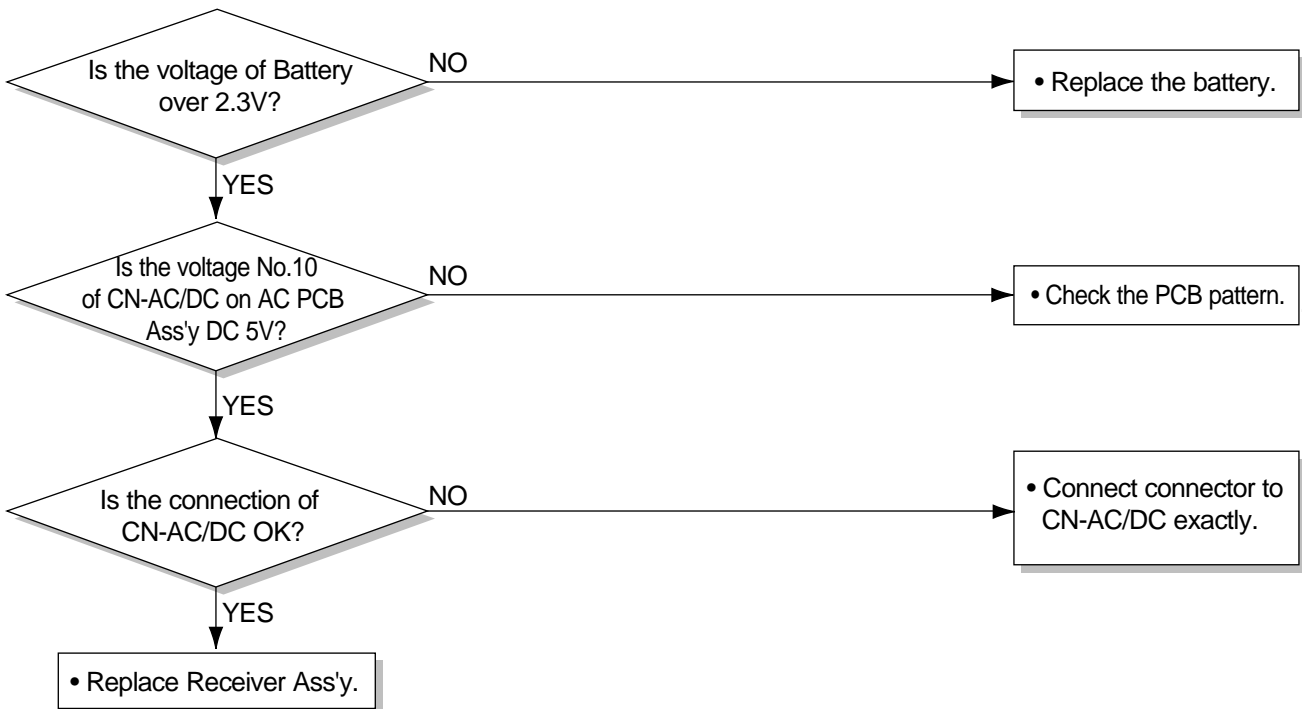 Is the voltage of Battery
over 2.3V?
NO
• Replace the battery.
YES
Is the voltage No.10
of CN-AC/DC on AC PCB
Ass'y DC 5V?
NO
• Check the PCB pattern.
YES
Is the connection of
CN-AC/DC OK?
NO
• Connect connector to
CN-AC/DC exactly.
YES
• Replace Receiver Ass'y.